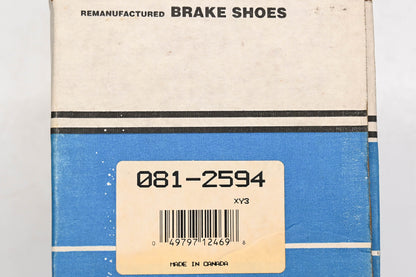 REMANUFACTURED BRAKE SHOES
081-2594
XY3
0 49797 12469 8
MADE IN CANADA